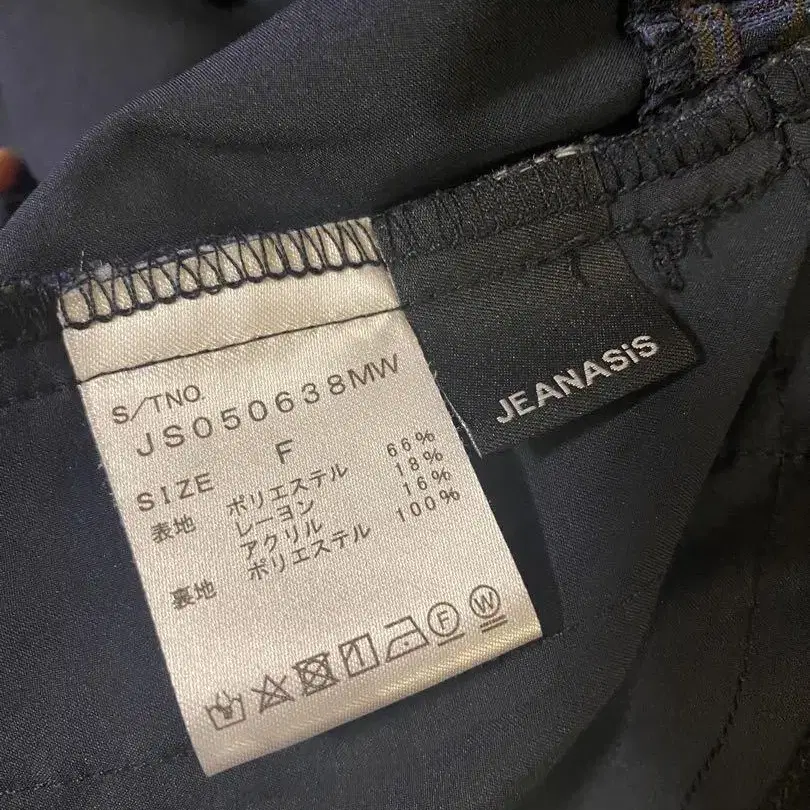 S/TNO
JS050638MW
SIZE F
表地 ポリエステル 66%
レーヨン 18%
アクリル 16%
裏地 ポリエステル 100%
F W
JEANASiS